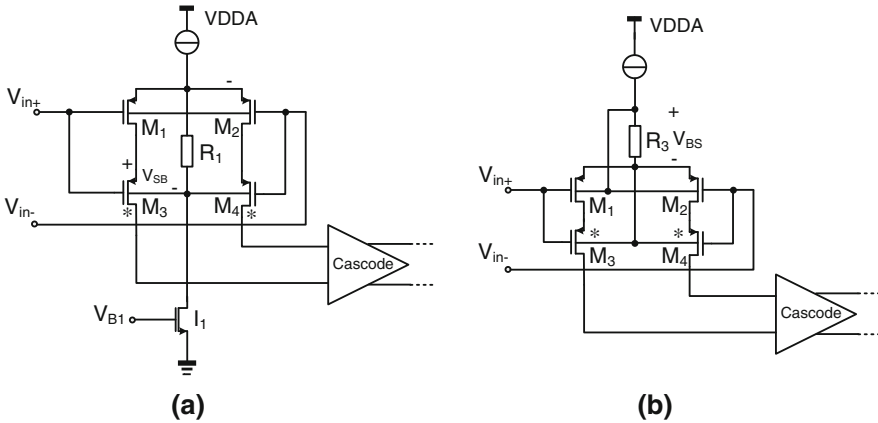 VDDA
Vin+
-
M1
M2
R1
+
VSB
-
*
M3
M4
*
Vin-
Cascode
VB1
I1
(a)
VDDA
+
R3
VBS
-
Vin+
M1
M2
*
*
M3
M4
Vin-
Cascode
(b)